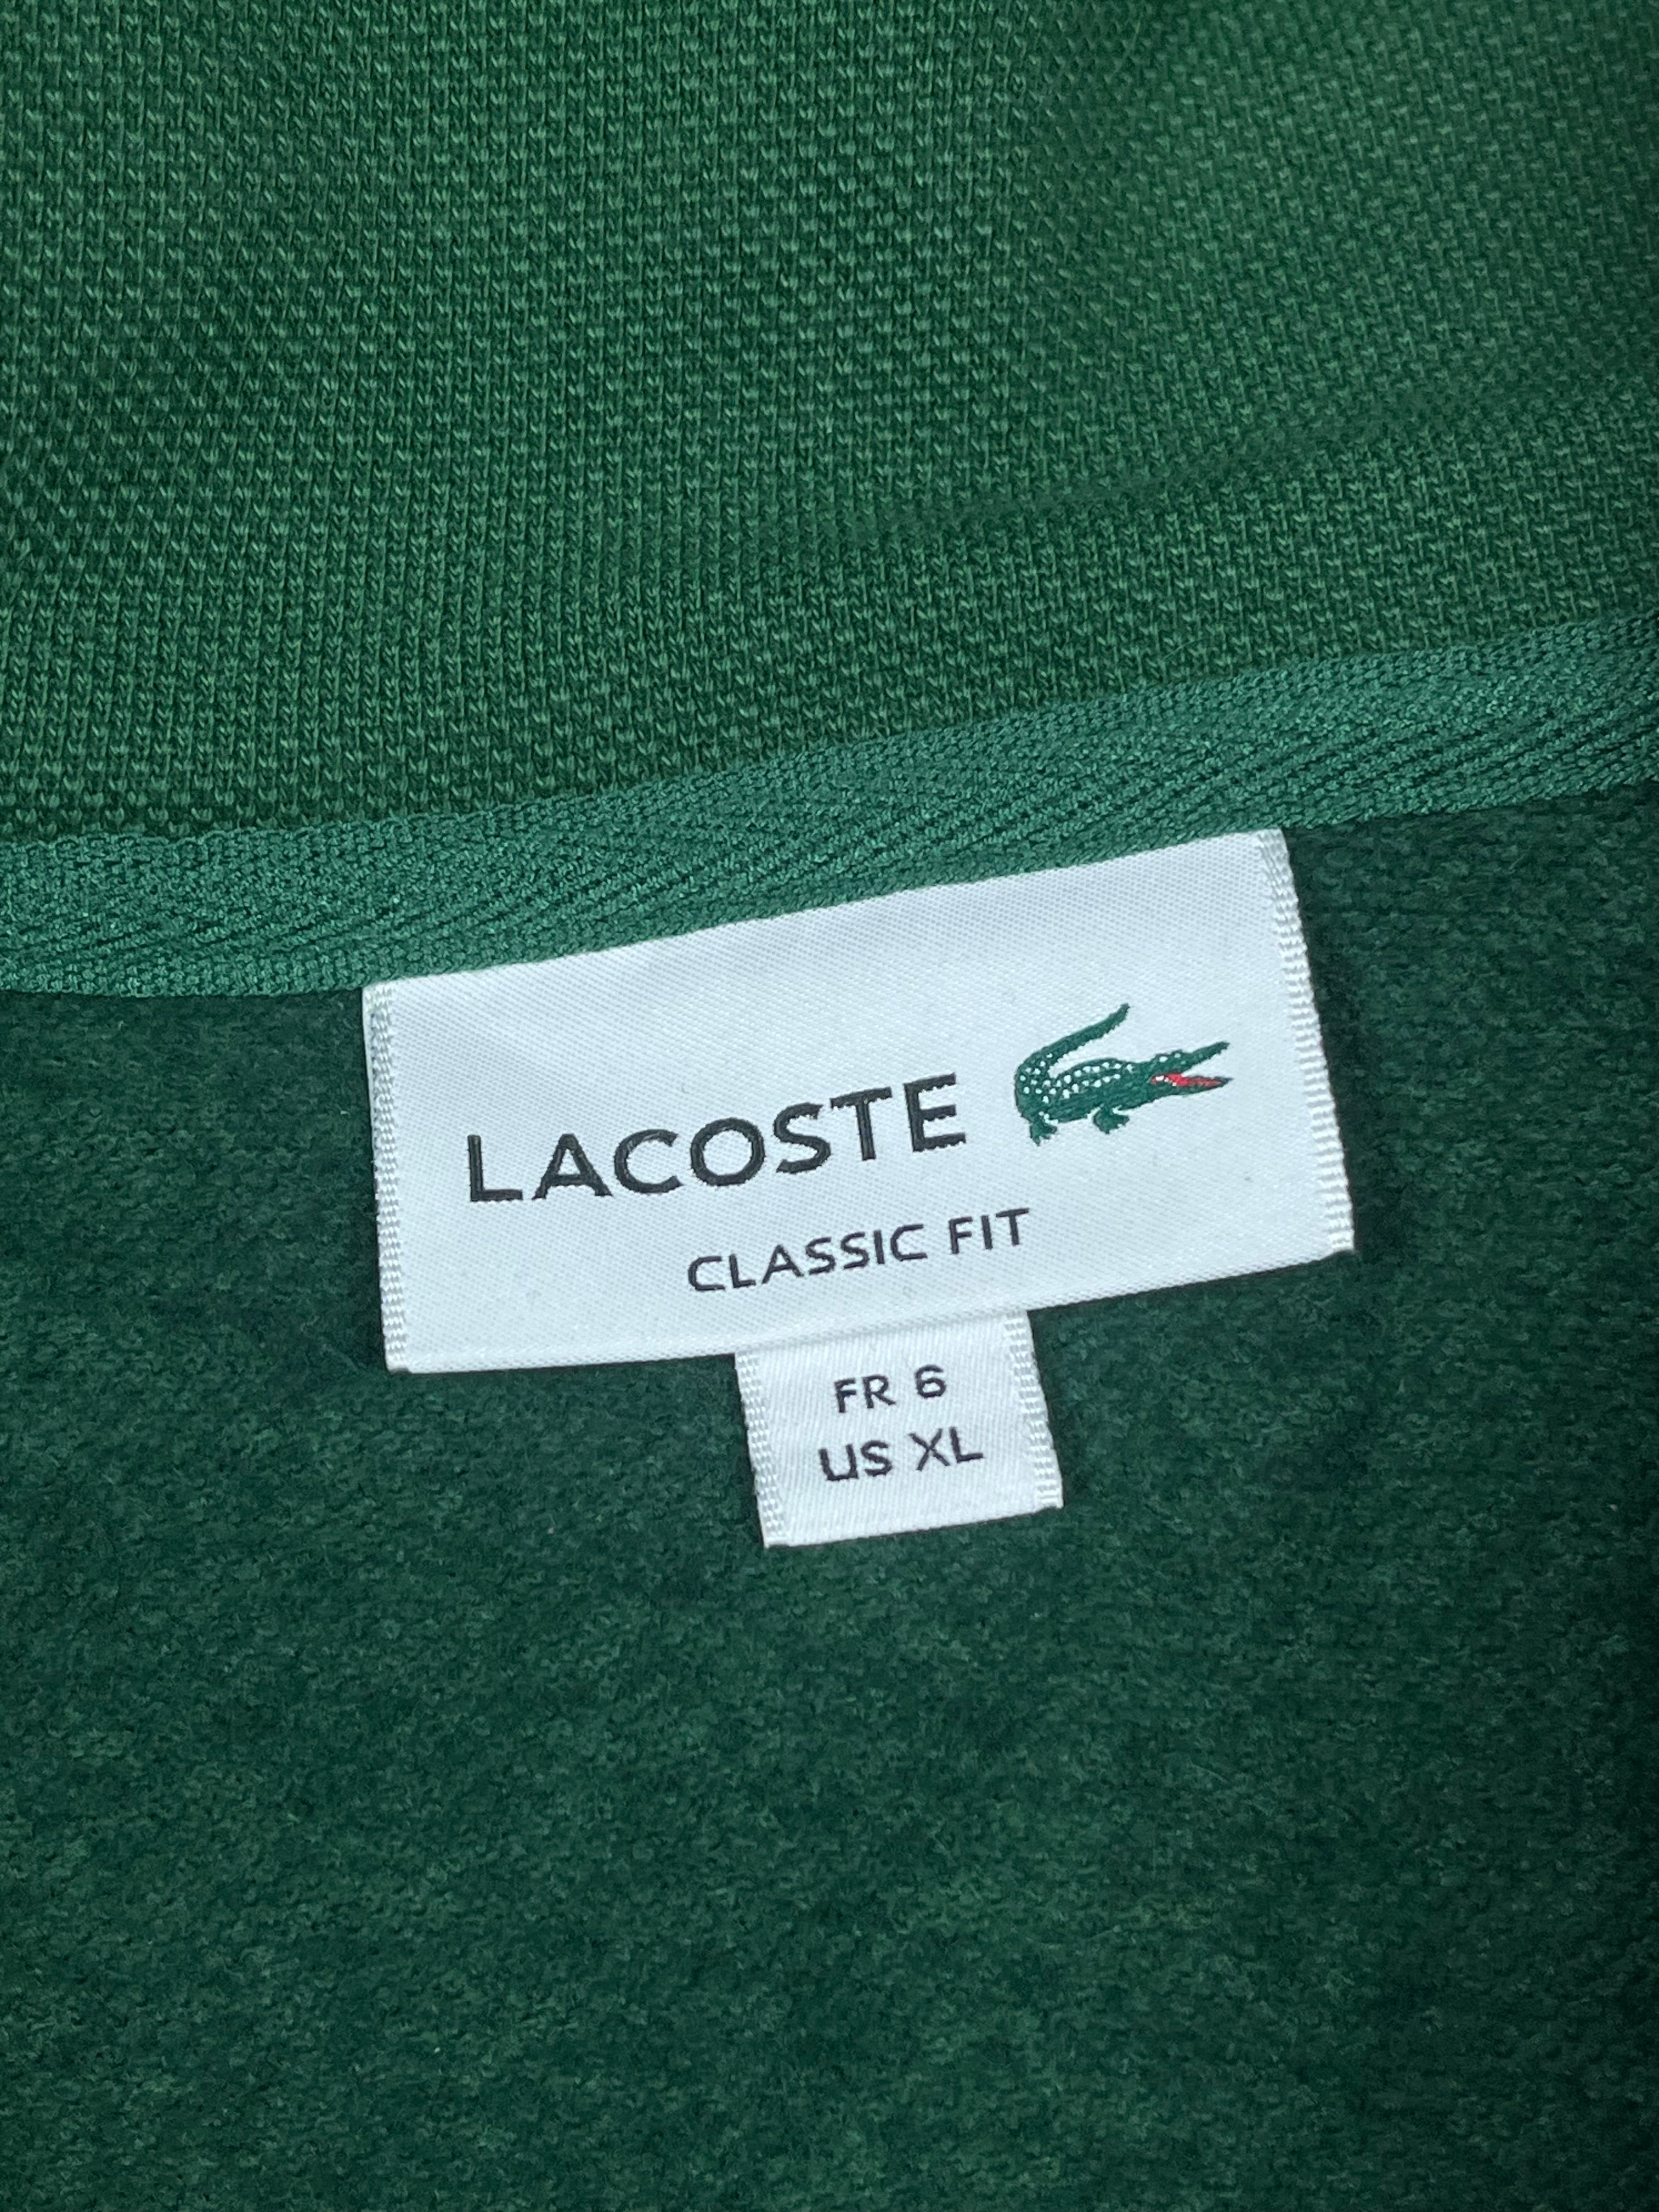 LACOSTE
CLASSIC FIT
FR 6
US XL